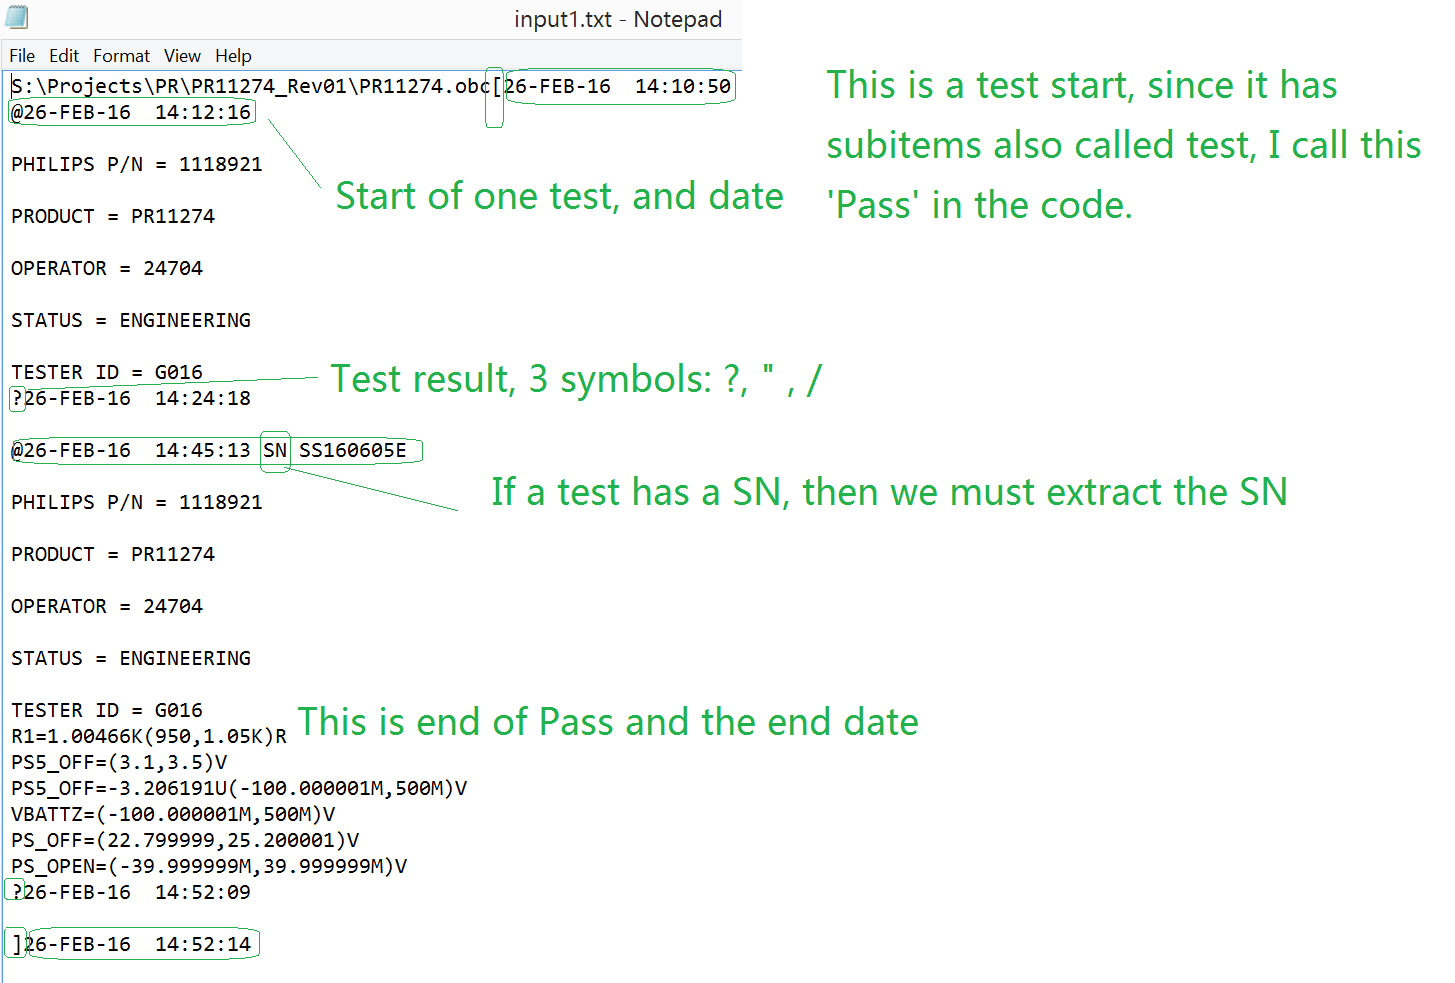 input1.txt - Notepad
File Edit Format View Help
S:\Projects\PR\PR11274_Rev01\PR11274.obc[26-FEB-16  14:10:50
This is a test start, since it has
@26-FEB-16  14:12:16
subitems also called test, I call this
PHILIPS P/N = 1118921
Start of one test, and date
'Pass' in the code.
PRODUCT = PR11274
OPERATOR = 24704
STATUS = ENGINEERING
TESTER ID = G016
Test result, 3 symbols: ?, " , /
?26-FEB-16  14:24:18
@26-FEB-16  14:45:13 SN SS160605E
If a test has a SN, then we must extract the SN
PHILIPS P/N = 1118921
PRODUCT = PR11274
OPERATOR = 24704
STATUS = ENGINEERING
TESTER ID = G016
This is end of Pass and the end date
R1=1.00466K(950,1.05K)R
PS5_OFF=(3.1,3.5)V
PS5_OFF=-3.206191U(-100.000001M,500M)V
VBATTZ=(-100.000001M,500M)V
PS_OFF=(22.799999,25.200001)V
PS_OPEN=(-39.999999M,39.999999M)V
?26-FEB-16  14:52:09
]26-FEB-16  14:52:14